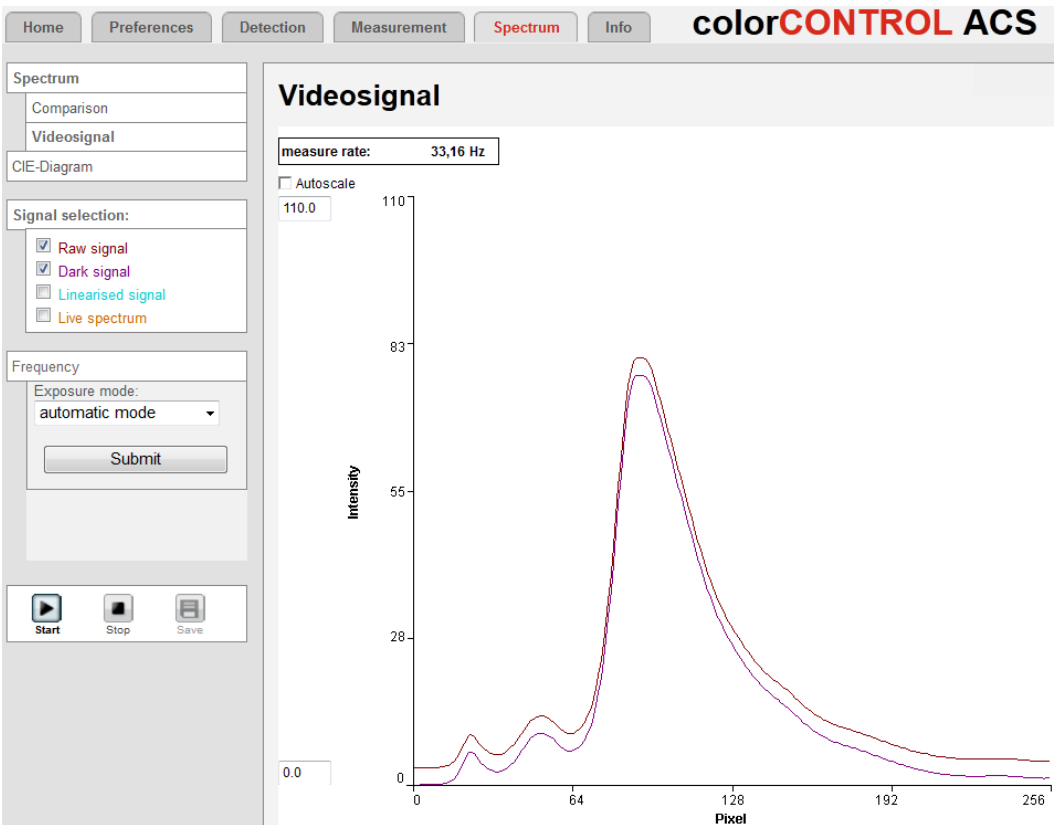 Home Preferences Detection Measurement Spectrum Info colorCONTROL ACS
Spectrum
Comparison
Videosignal
CIE-Diagram
Signal selection:
Raw signal
Dark signal
Linearised signal
Live spectrum
Frequency
Exposure mode:
automatic mode
Submit
Start Stop Save
Videosignal
measure rate: 33,16 Hz
Autoscale
110.0
110
83
55
28
0
0.0
Intensity
0 64 128 192 256
Pixel